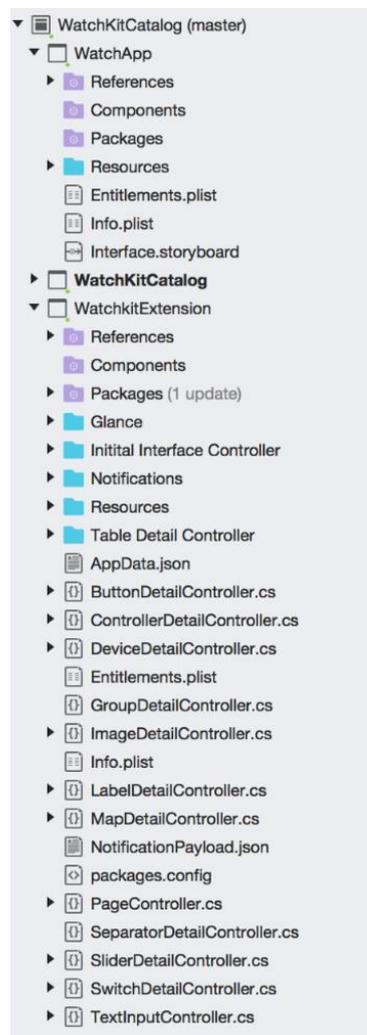 WatchKitCatalog (master)
WatchApp
References
Components
Packages
Resources
Entitlements.plist
Info.plist
Interface.storyboard
WatchKitCatalog
WatchkitExtension
References
Components
Packages (1 update)
Glance
Initital Interface Controller
Notifications
Resources
Table Detail Controller
AppData.json
ButtonDetailController.cs
ControllerDetailController.cs
DeviceDetailController.cs
Entitlements.plist
GroupDetailController.cs
ImageDetailController.cs
Info.plist
LabelDetailController.cs
MapDetailController.cs
NotificationPayload.json
packages.config
PageController.cs
SeparatorDetailController.cs
SliderDetailController.cs
SwitchDetailController.cs
TextInputController.cs